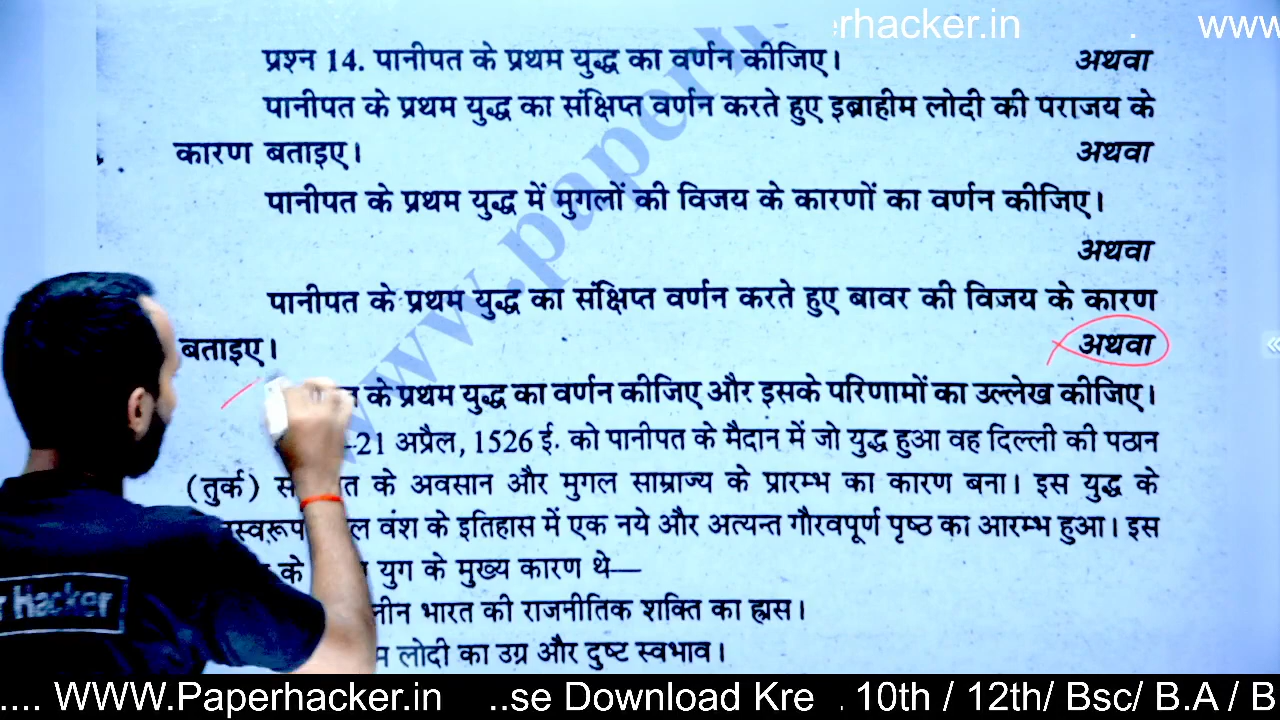 rhacker.in . www
प्रश्न 14. पानीपत के प्रथम युद्ध का वर्णन कीजिए। अथवा
पानीपत के प्रथम युद्ध का संक्षिप्त वर्णन करते हुए इब्राहीम लोदी की पराजय के
कारण बताइए। अथवा
पानीपत के प्रथम युद्ध में मुगलों की विजय के कारणों का वर्णन कीजिए।
अथवा
पानीपत के प्रथम युद्ध का संक्षिप्त वर्णन करते हुए बावर की विजय के कारण
बताइए। अथवा
के प्रथम युद्ध का वर्णन कीजिए और इसके परिणामों का उल्लेख कीजिए।
–21 अप्रैल, 1526 ई. को पानीपत के मैदान में जो युद्ध हुआ वह दिल्ली की पठान
(तुर्क) के अवसान और मुगल साम्राज्य के प्रारम्भ का कारण बना। इस युद्ध के
वंश के इतिहास में एक नये और अत्यन्त गौरवपूर्ण पृष्ठ का आरम्भ हुआ। इस
के युग के मुख्य कारण थे—
भारत की राजनीतिक शक्ति का ह्रास।
लोदी का उग्र और दुष्ट स्वभाव।
www.paper
r Hacker
.... WWW.Paperhacker.in ..se Download Kre . 10th / 12th/ Bsc/ B.A / B